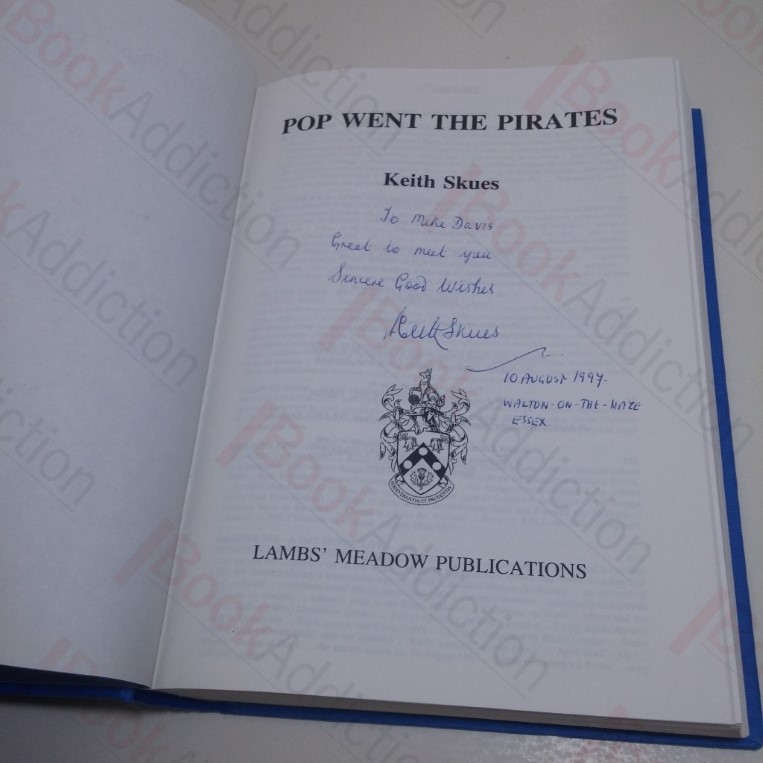 POP WENT THE PIRATES
Keith Skues
To Mike Davis
Great to meet you
Sincere Good Wishes
Keith Skues
10 AUGUST 1997.
WALTON-ON-THE-NAZE
ESSEX.
LAMBS' MEADOW PUBLICATIONS
BookAddiction